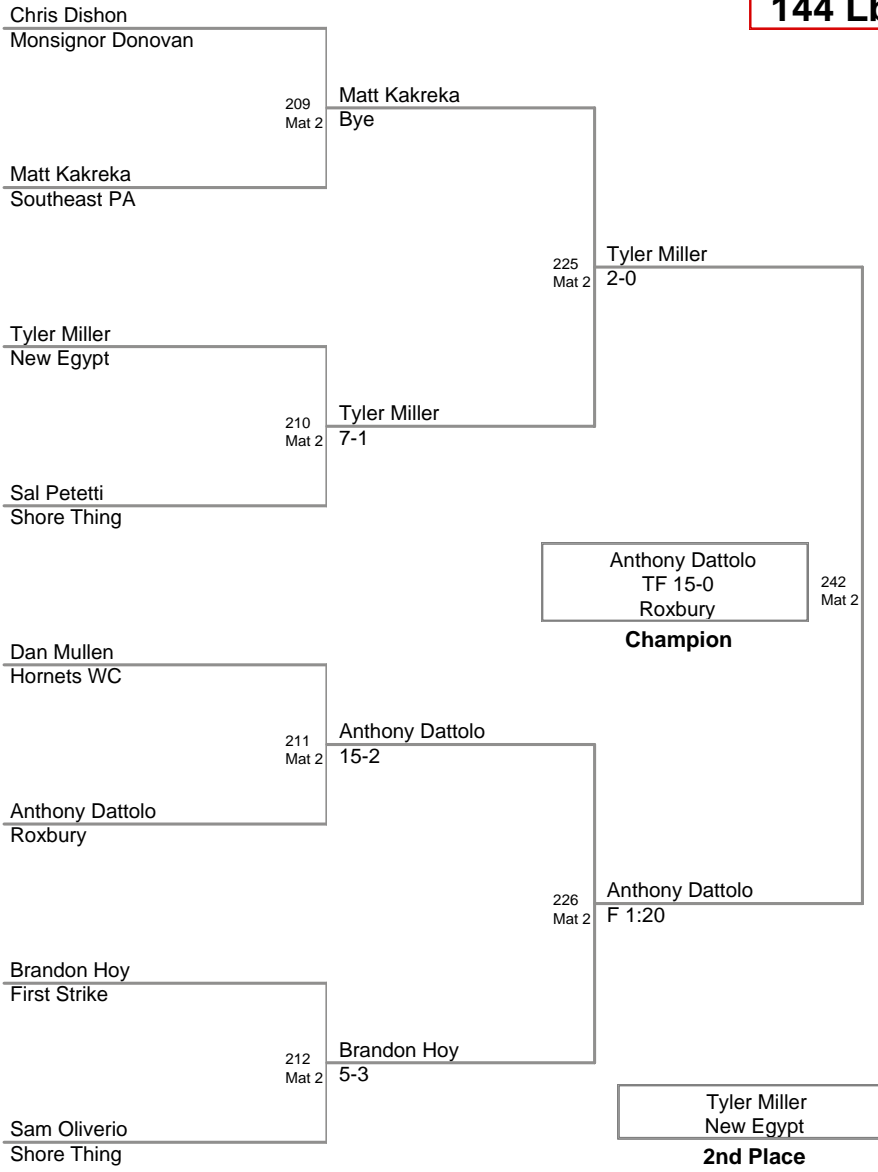 144 Lb
Chris Dishon
Monsignor Donovan
209
Mat 2
Matt Kakreka
Bye
Matt Kakreka
Southeast PA
225
Mat 2
Tyler Miller
2-0
Tyler Miller
New Egypt
210
Mat 2
Tyler Miller
7-1
Sal Petetti
Shore Thing
Anthony Dattolo
TF 15-0
Roxbury
242
Mat 2
Champion
Dan Mullen
Hornets WC
211
Mat 2
Anthony Dattolo
15-2
Anthony Dattolo
Roxbury
226
Mat 2
Anthony Dattolo
F 1:20
Brandon Hoy
First Strike
212
Mat 2
Brandon Hoy
5-3
Sam Oliverio
Shore Thing
Tyler Miller
New Egypt
2nd Place